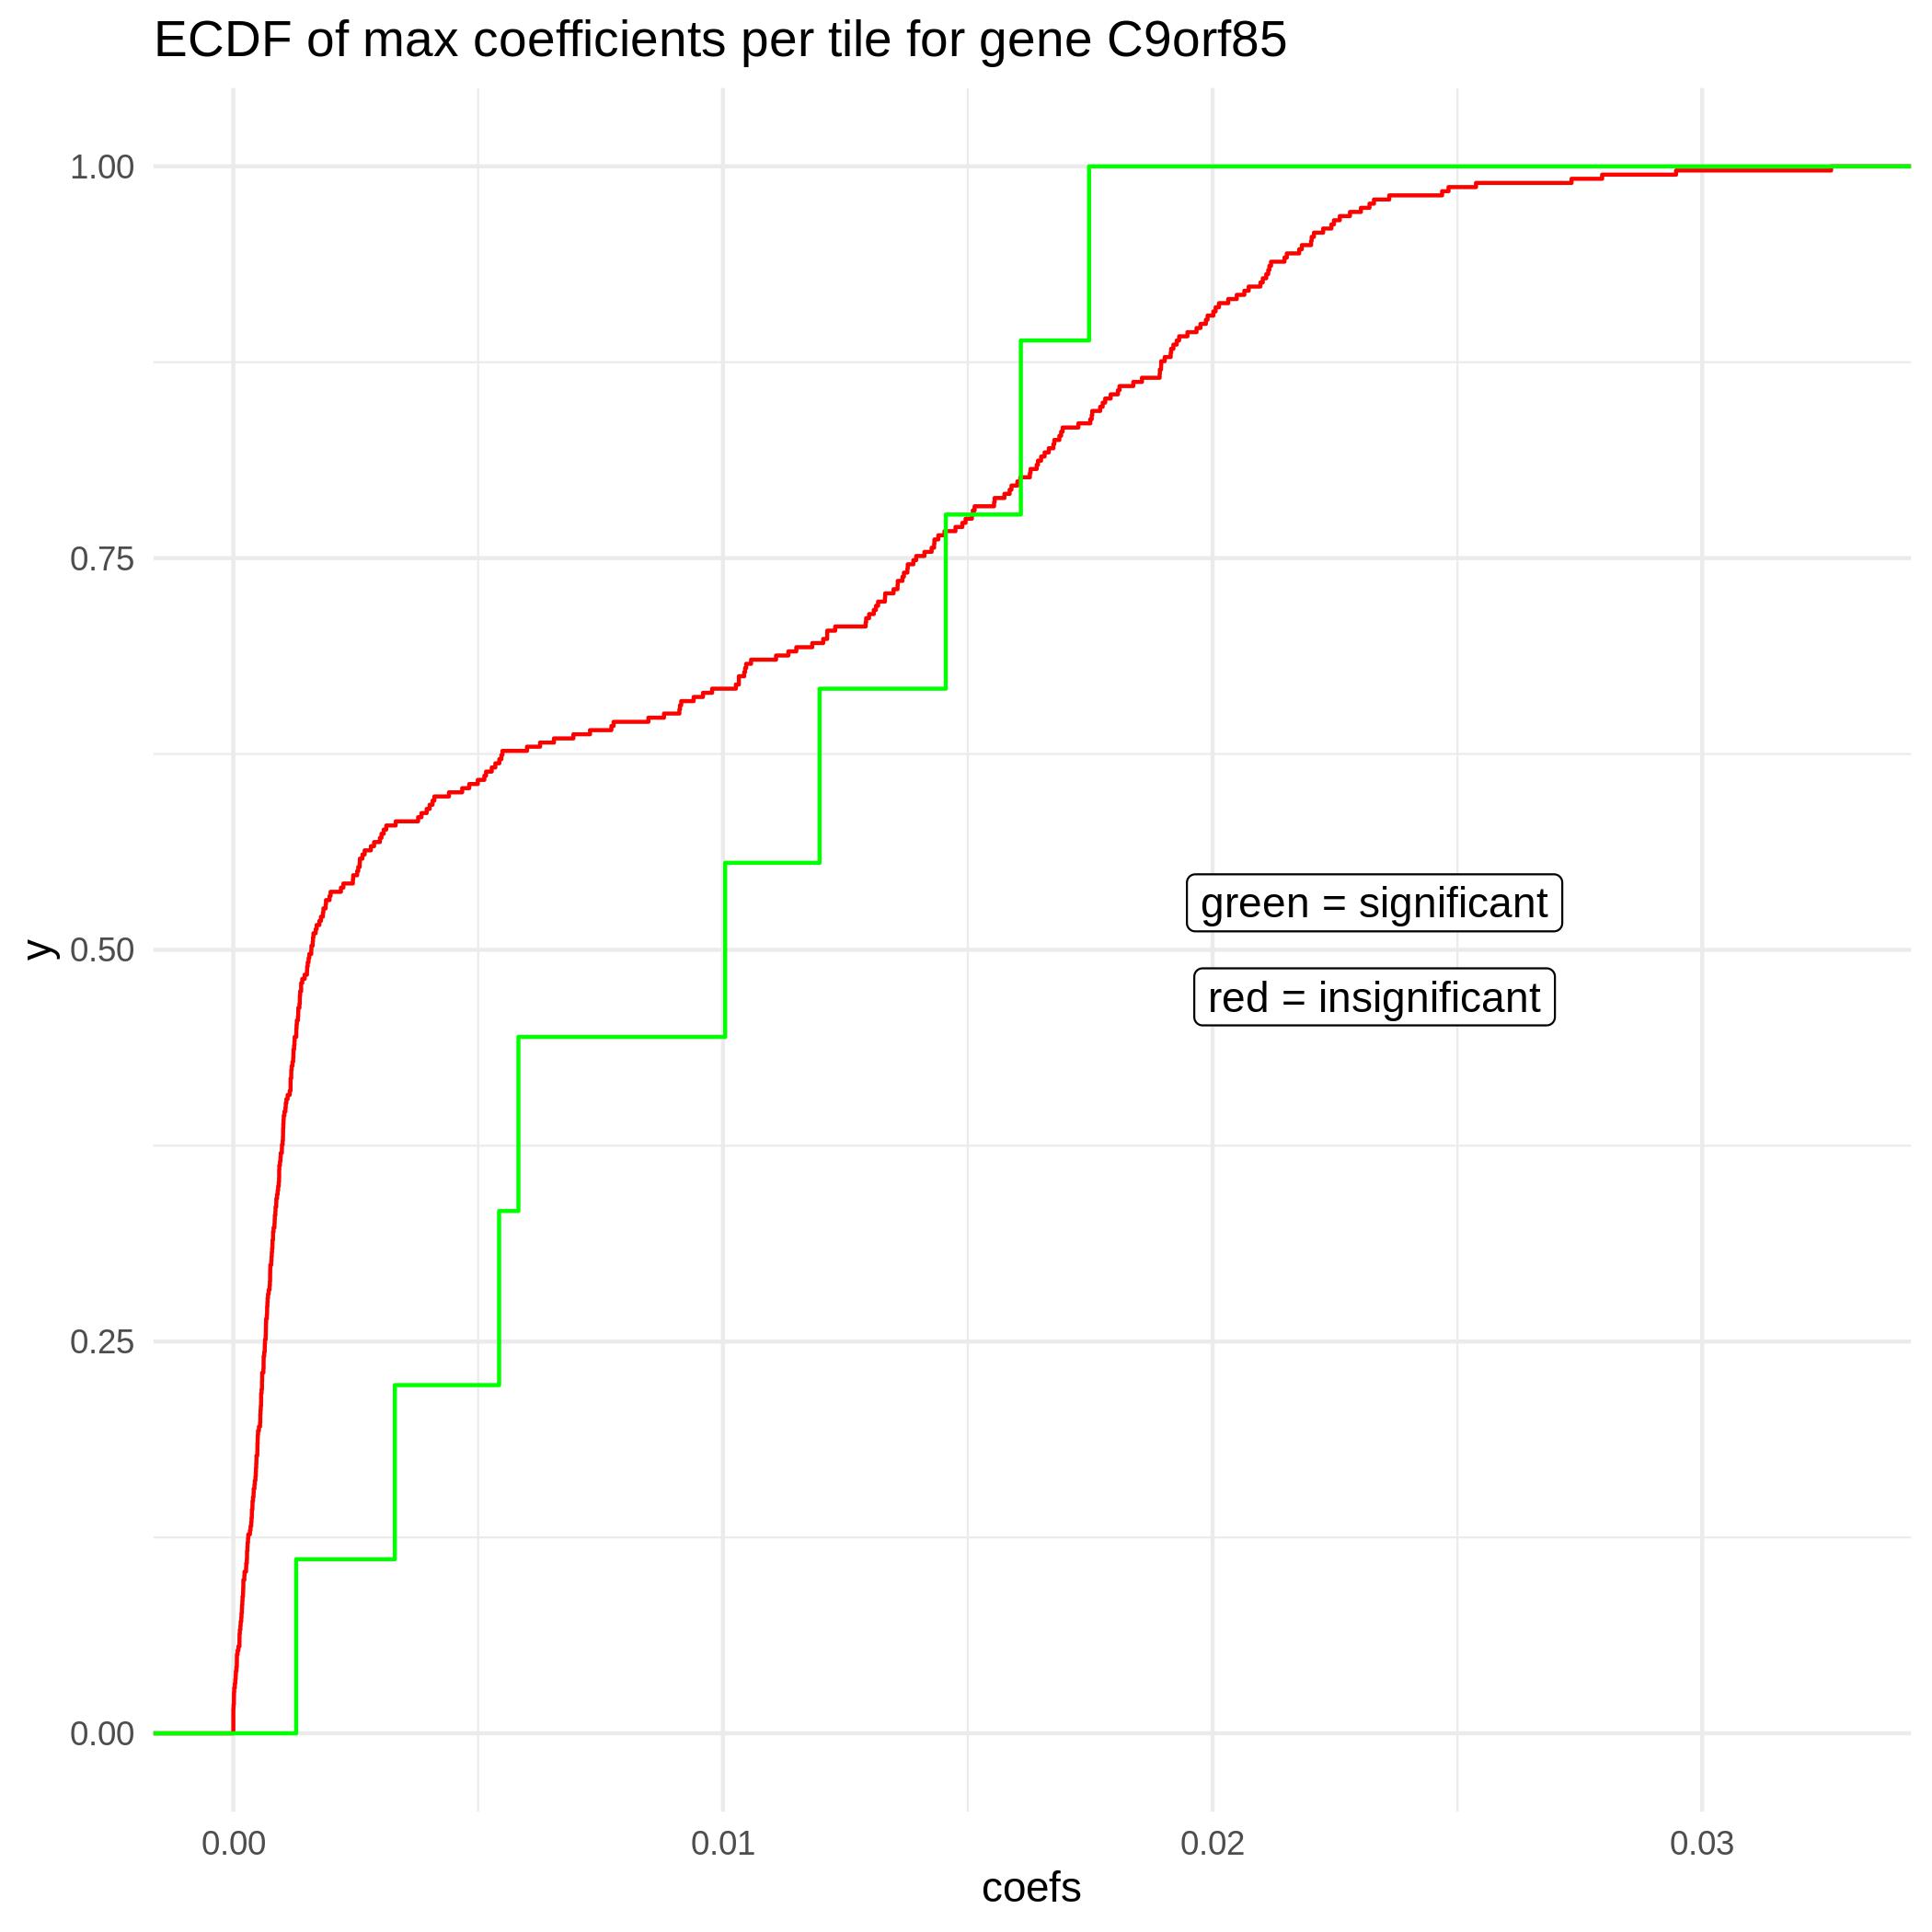 ECDF of max coefficients per tile for gene C9orf85
1.00
0.75
0.50
0.25
0.00
y
green = significant
red = insignificant
0.00 0.01 0.02 0.03
coefs